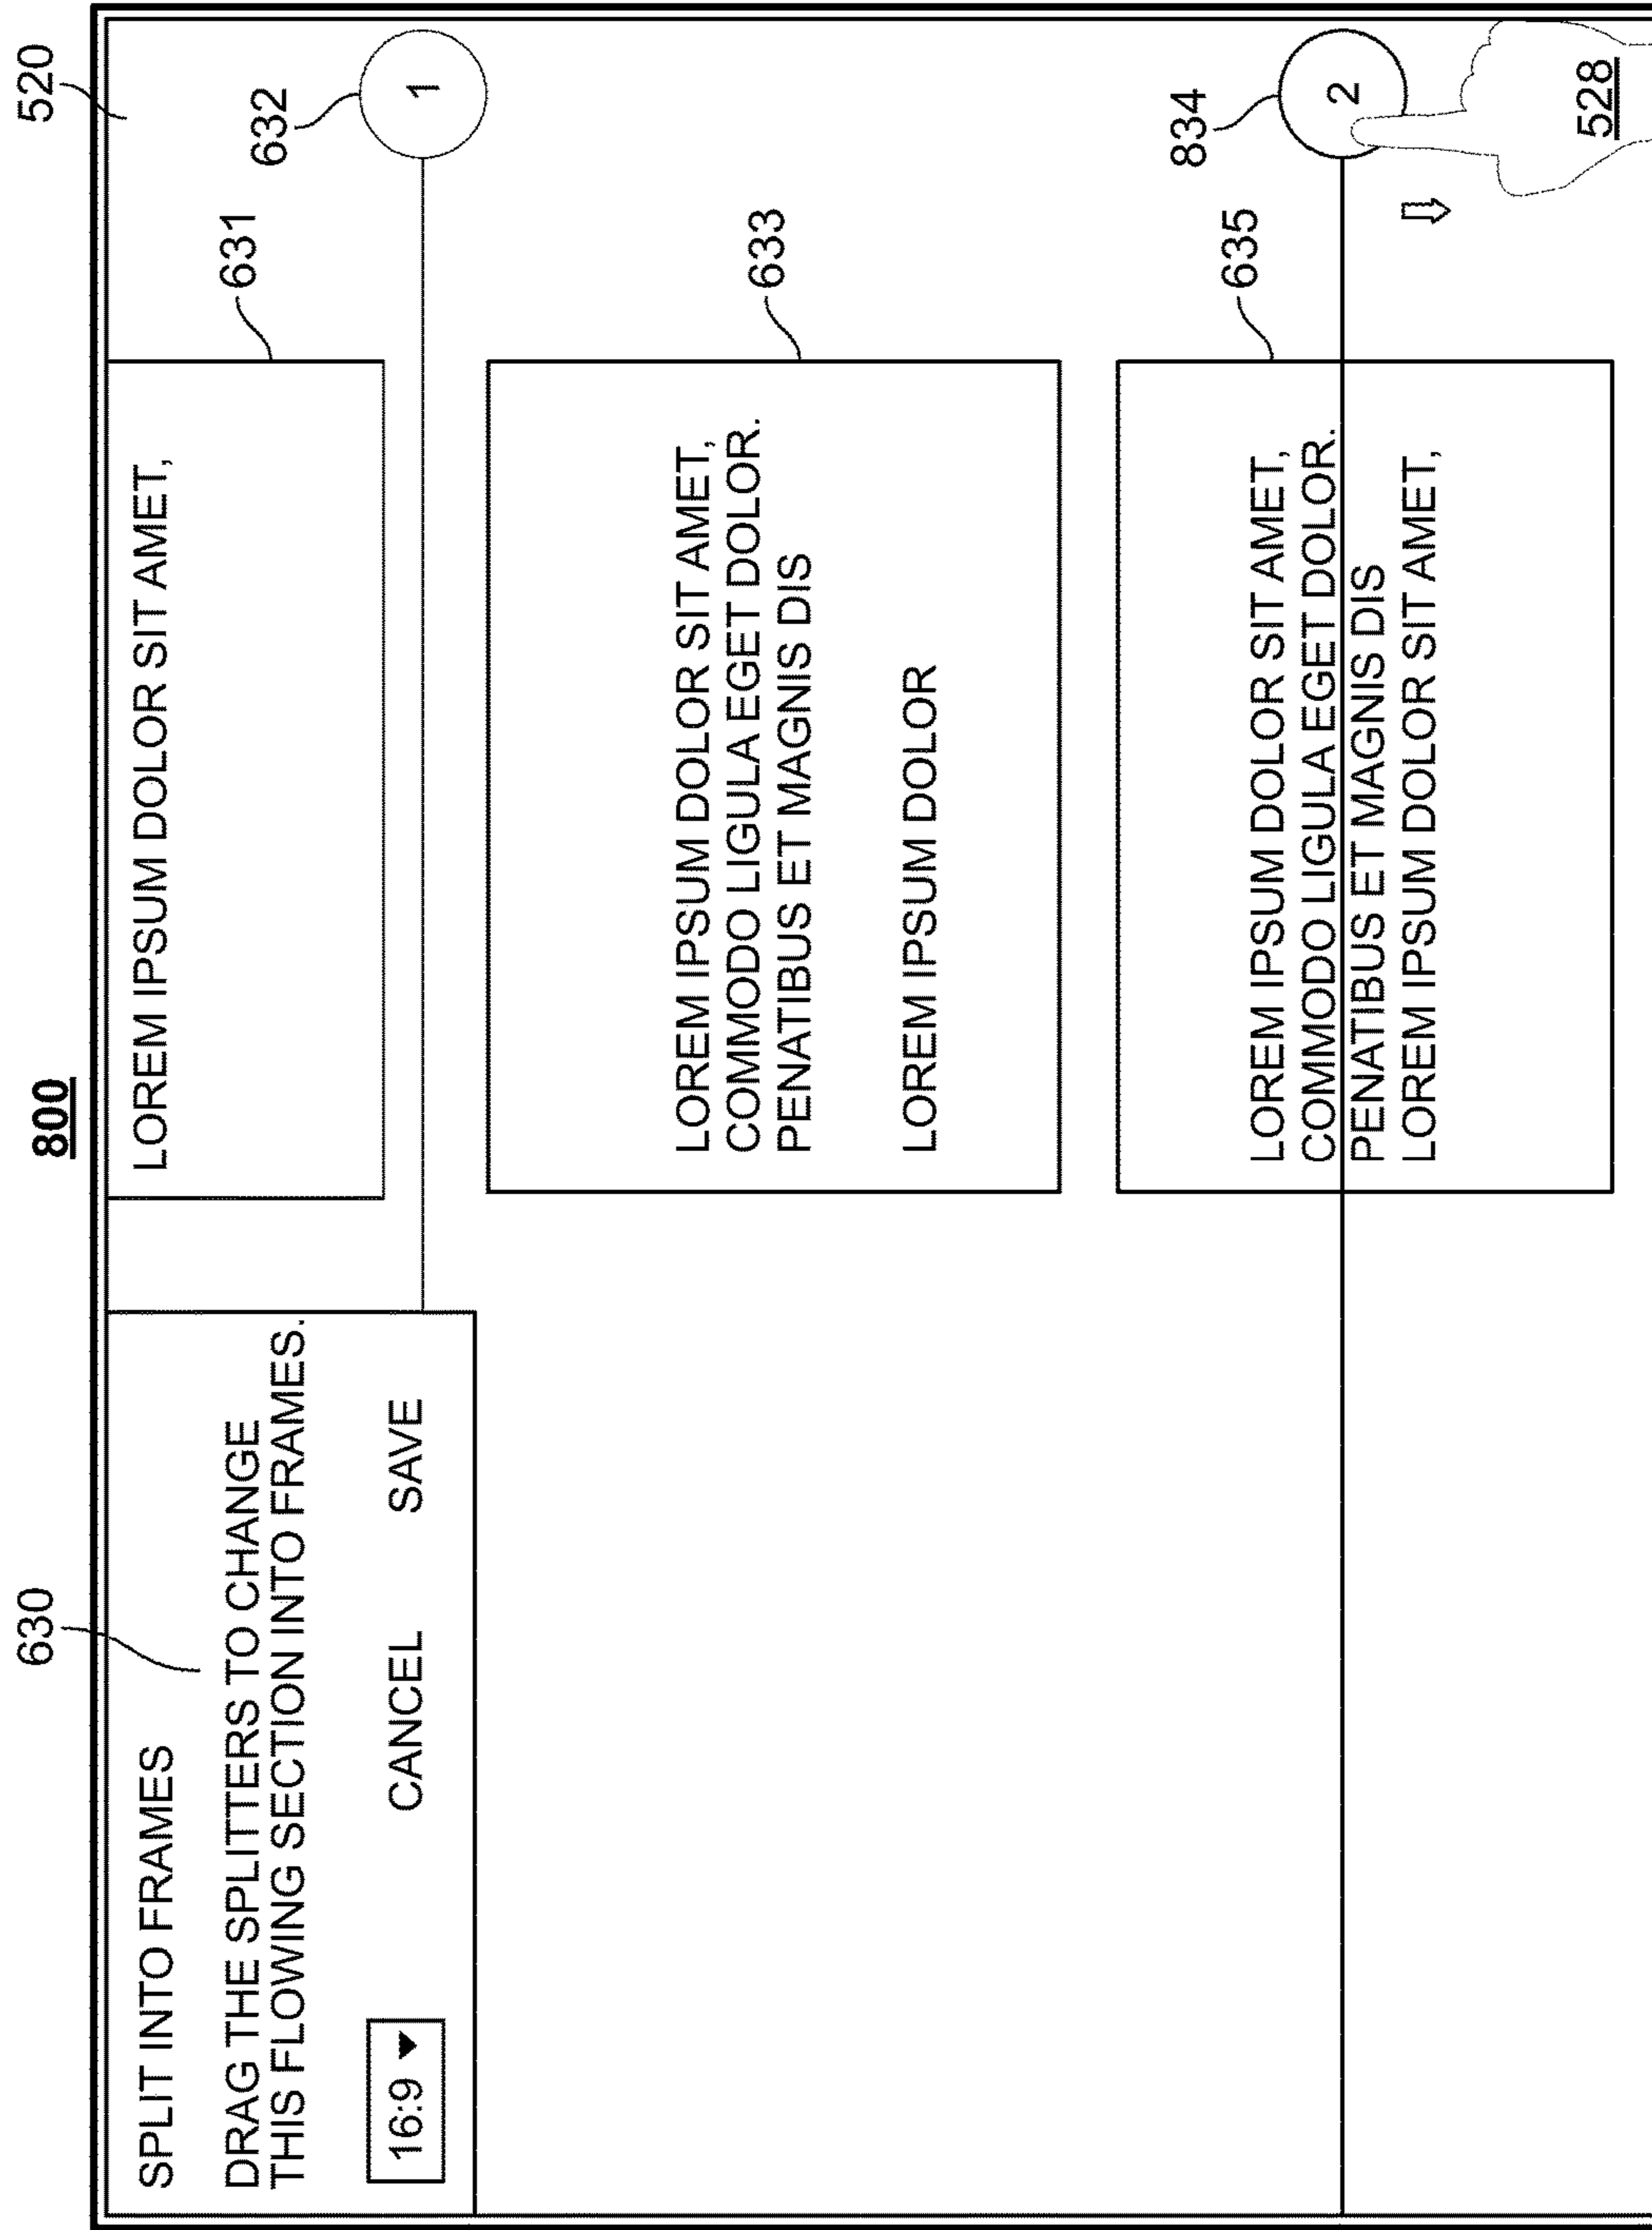 800
520
630
SPLIT INTO FRAMES
DRAG THE SPLITTERS TO CHANGE
THIS FLOWING SECTION INTO FRAMES.
16:9
CANCEL
SAVE
LOREM IPSUM DOLOR SIT AMET,
631
632
1
LOREM IPSUM DOLOR SIT AMET,
COMMODO LIGULA EGET DOLOR.
PENATIBUS ET MAGNIS DIS
LOREM IPSUM DOLOR
633
LOREM IPSUM DOLOR SIT AMET,
COMMODO LIGULA EGET DOLOR.
PENATIBUS ET MAGNIS DIS
LOREM IPSUM DOLOR SIT AMET,
635
834
2
528